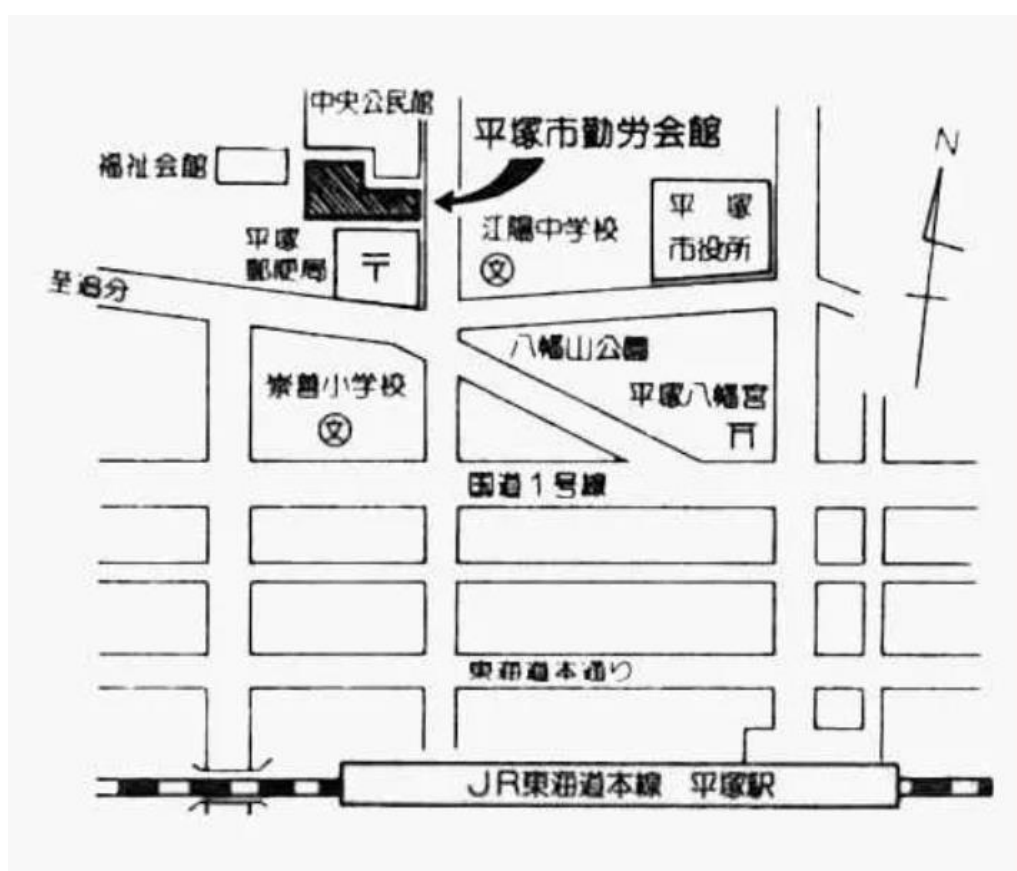 中央公民館
平塚市勤労会館
福祉会館
平塚
市役所
江陽中学校
文
平塚
郵便局
〒
至追分
N
八幡山公園
崇善小学校
文
平塚八幡宮
国道1号線
東海道本通り
JR東海道本線 平塚駅